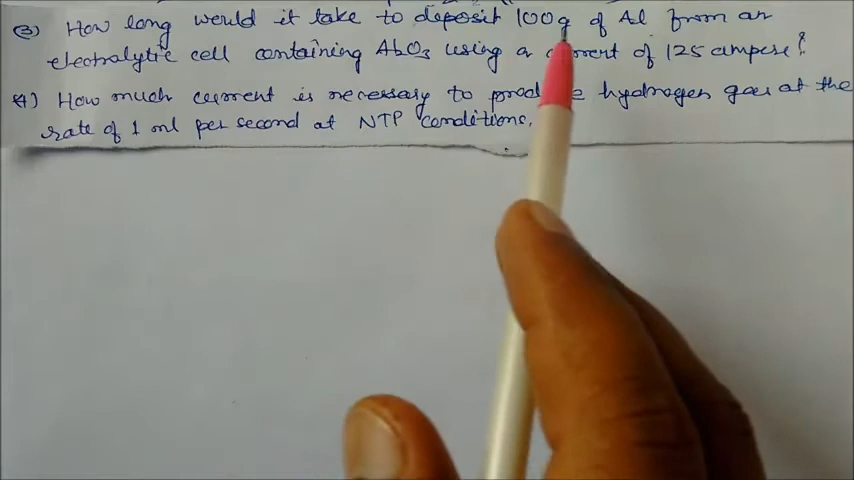 (3) How long would it take to deposit 100g of Al from an
electrolytic cell containing Al2O3 using a current of 125 ampere?
(4) How much current is necessary to produce hydrogen gas at the
rate of 1 ml per second at NTP conditions.